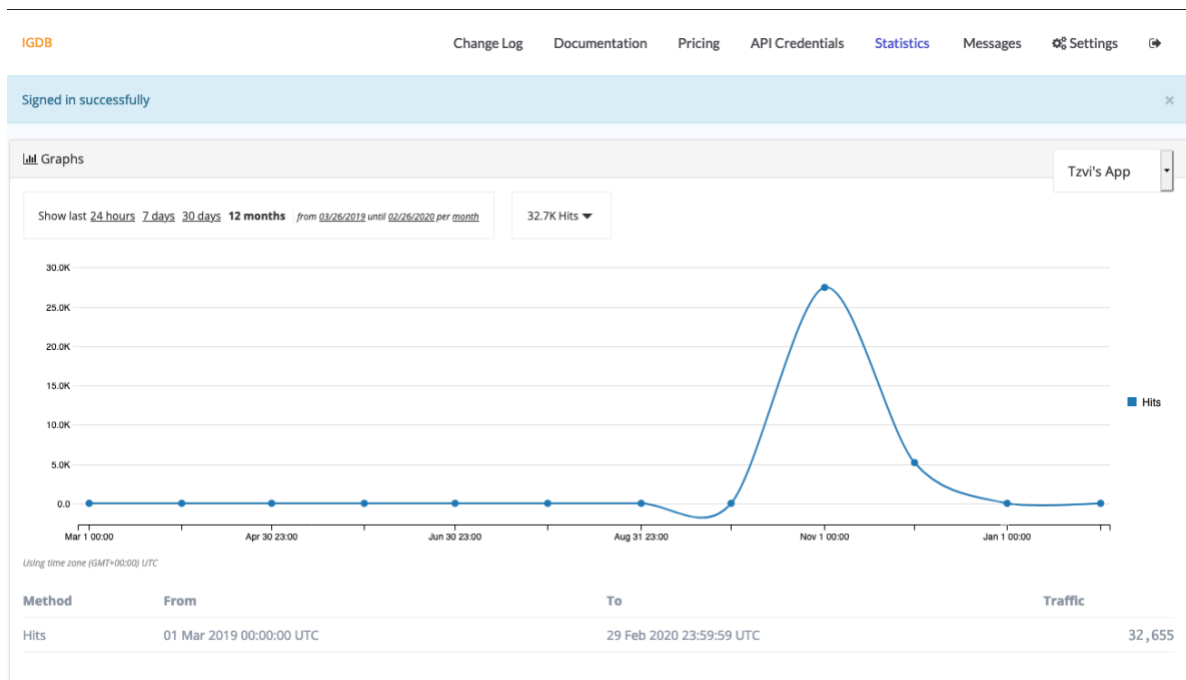 IGDB
Change Log Documentation Pricing API Credentials Statistics Messages Settings
Signed in successfully ×
Graphs
Tzvi's App
Show last 24 hours 7 days 30 days 12 months from 03/26/2019 until 02/26/2020 per month
32.7K Hits
30.0K
25.0K
20.0K
15.0K
10.0K
5.0K
0.0
Hits
Mar 1 00:00 Apr 30 23:00 Jun 30 23:00 Aug 31 23:00 Nov 1 00:00 Jan 1 00:00
Using time zone (GMT+00:00) UTC
Method From To Traffic
Hits 01 Mar 2019 00:00:00 UTC 29 Feb 2020 23:59:59 UTC 32,655